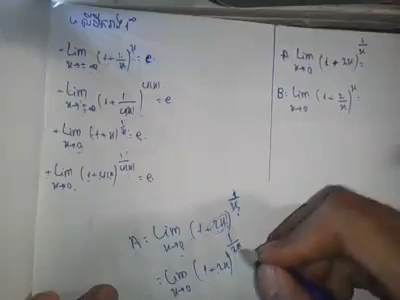 - Lim (1+1/x)^x = e.
x→∞
- Lim (1+1/u(x))^u(x) = e
x→∞
+ Lim (1+x)^1/x = e.
x→0
+ Lim (1+u(x))^1/u(x) = e.
x→0
A: Lim (1+2x)^1/x =
x→0
B: Lim (1+2/x)^x =
x→0
A = Lim (1+2x)^1/x
x→0
= Lim (1+2x)^1/2x
x→0